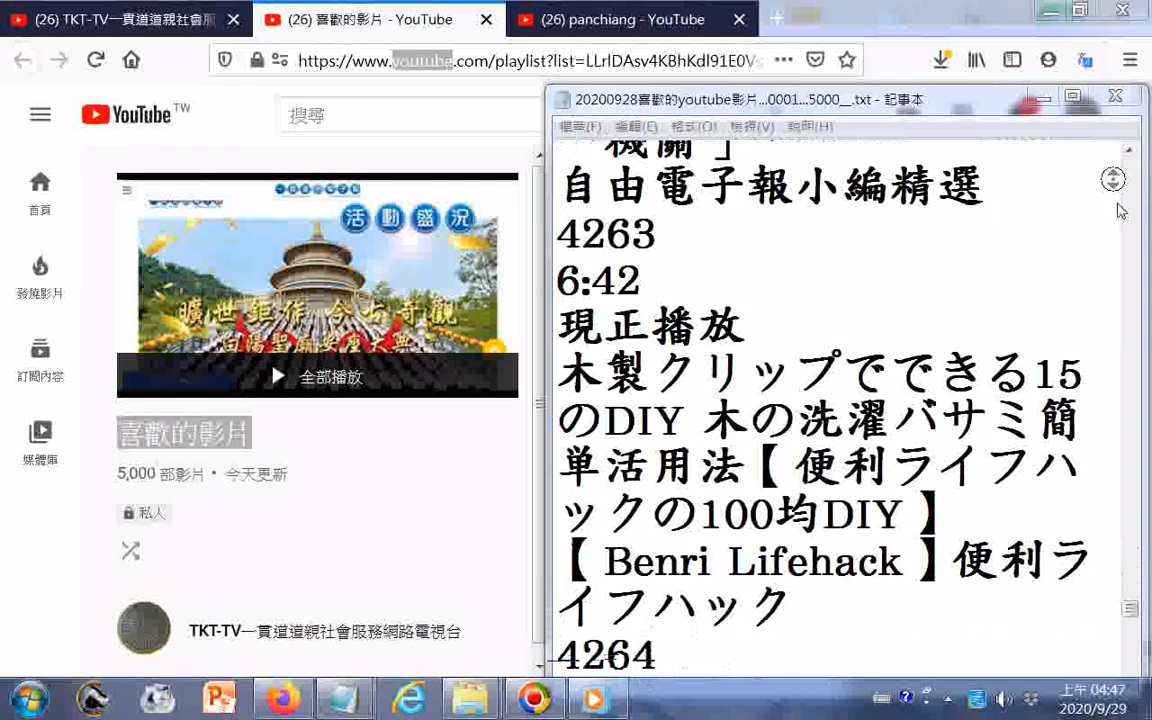 (26) TKT-TV一貫道道親社會服
(26) 喜歡的影片 - YouTube
(26) panchiang - YouTube
https://www.youtube.com/playlist?list=LLrlDAsv4KBhKdl91E0Vs
YouTube TW
搜尋
首頁
發燒影片
訂閱內容
媒體庫
活動盛況
曠世鉅作 今古奇觀
全部播放
喜歡的影片
5,000 部影片 • 今天更新
私人
TKT-TV一貫道道親社會服務網路電視台
20200928喜歡的youtube影片...0001...5000__.txt - 記事本
檔案(F) 編輯(E) 格式(O) 檢視(V) 說明(H)
機關」
自由電子報小編精選
4263
6:42
現正播放
木製クリップでできる15
のDIY 木の洗濯バサミ簡
単活用法【 便利ライフハ
ックの100均DIY 】
【 Benri Lifehack 】便利ラ
イフハック
4264
上午 04:47
2020/9/29